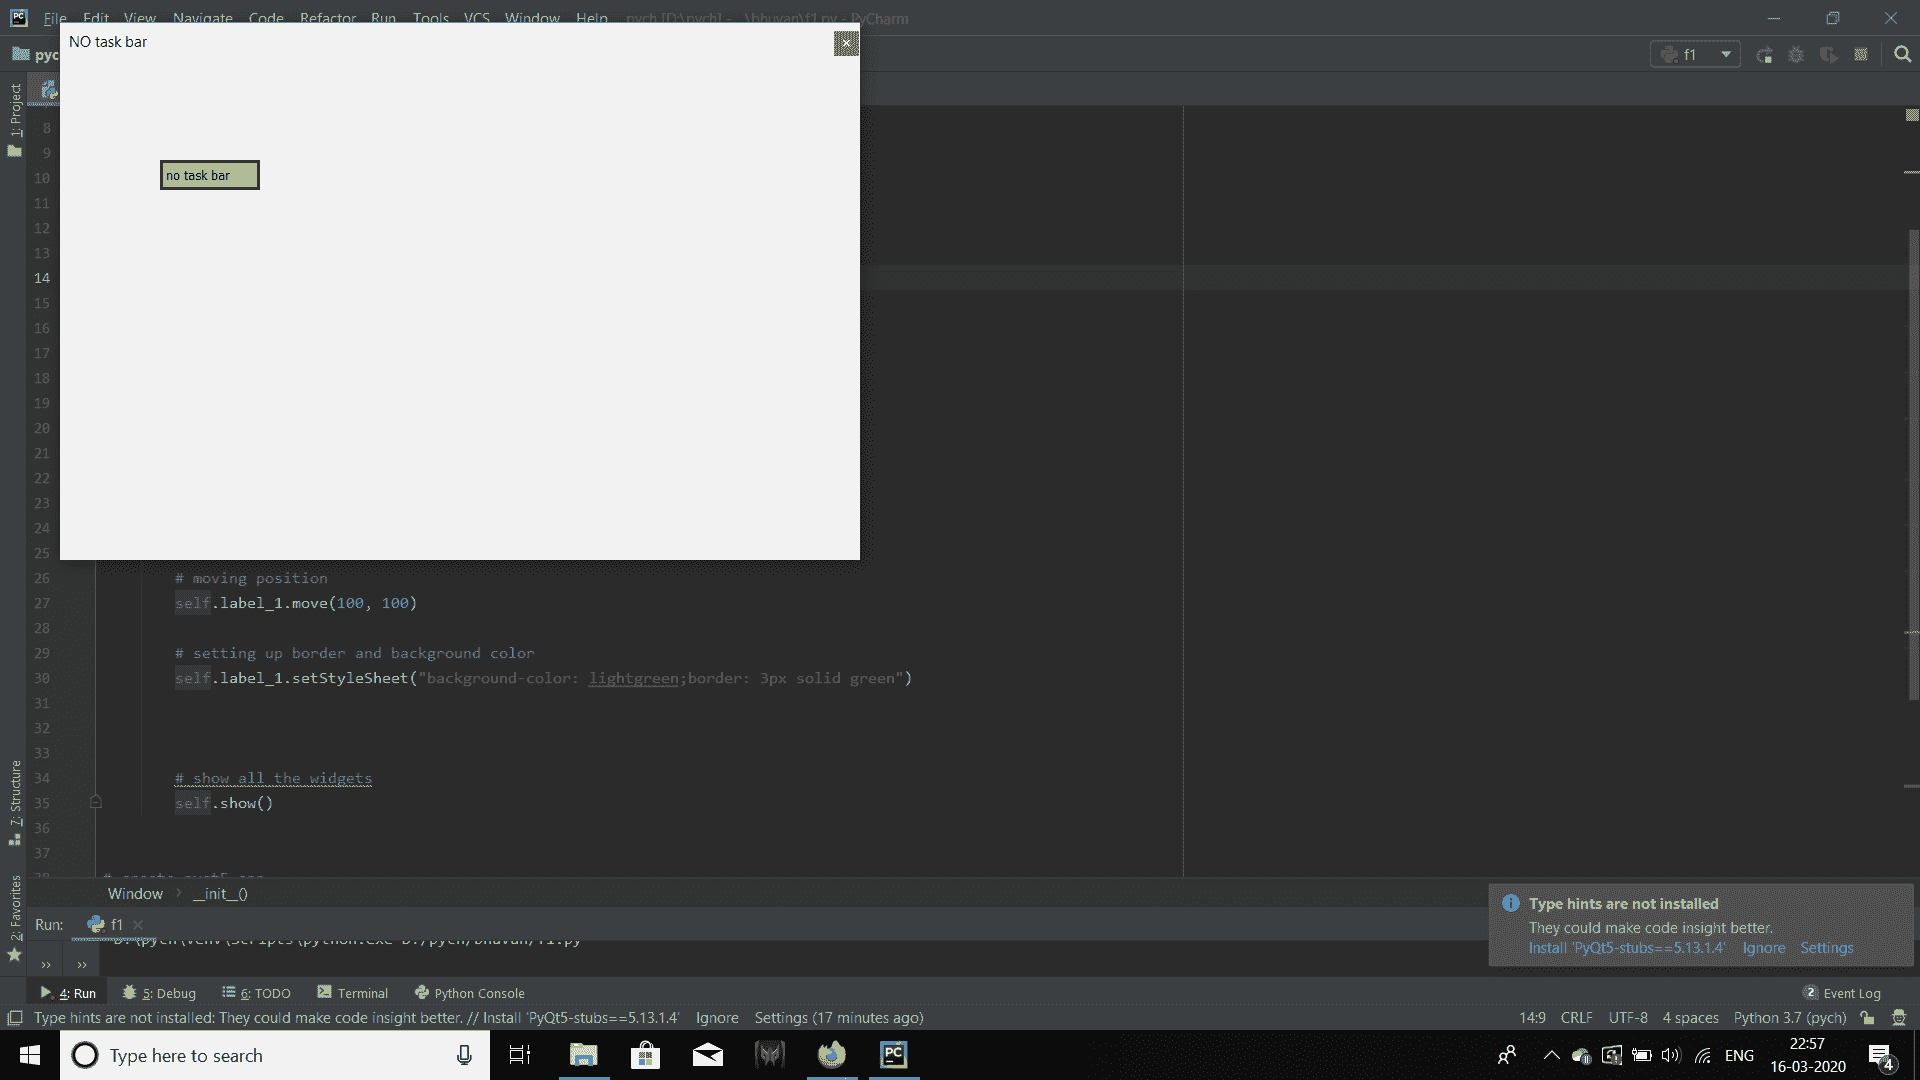 File Edit View Navigate Code Refactor Run Tools VCS Window Help pych [D:\pych] - ...\bhuvan\f1.py - PyCharm
NO task bar
pyc
f1
1: Project
no task bar
8
9
10
11
12
13
14
15
16
17
18
19
20
21
22
23
24
25
26 # moving position
27 self.label_1.move(100, 100)
28
29 # setting up border and background color
30 self.label_1.setStyleSheet("background-color: lightgreen;border: 3px solid green")
31
32
33
34 # show all the widgets
35 self.show()
36
37
38
7: Structure
2: Favorites
Window › __init__()
Run: f1
D:\pych\venv\Scripts\python.exe D:/pych/bhuvan/f1.py
Type hints are not installed
They could make code insight better.
Install 'PyQt5-stubs==5.13.1.4' Ignore Settings
4: Run 5: Debug 6: TODO Terminal Python Console 2 Event Log
Type hints are not installed: They could make code insight better. // Install 'PyQt5-stubs==5.13.1.4' Ignore Settings (17 minutes ago) 14:9 CRLF UTF-8 4 spaces Python 3.7 (pych)
Type here to search
PC
ENG
22:57
16-03-2020
4